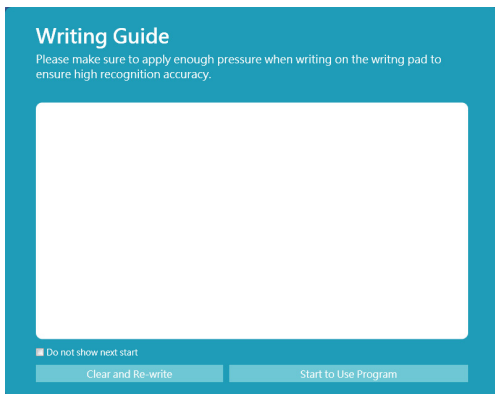 Writing Guide
Please make sure to apply enough pressure when writing on the writng pad to
ensure high recognition accuracy.
Do not show next start
Clear and Re-write
Start to Use Program